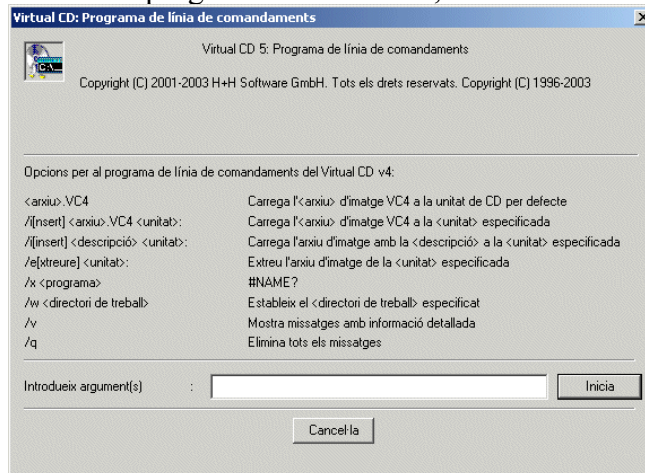 Virtual CD: Programa de línia de comandaments
Virtual CD 5: Programa de línia de comandaments
C:\...
Copyright (C) 2001-2003 H+H Software GmbH. Tots els drets reservats. Copyright (C) 1996-2003
Opcions per al programa de línia de comandaments del Virtual CD v4:
<arxiu>.VC4 Carrega l'<arxiu> d'imatge VC4 a la unitat de CD per defecte
/i[nsert] <arxiu>.VC4 <unitat>: Carrega l'<arxiu> d'imatge VC4 a la <unitat> especificada
/i[insert] <descripció> <unitat>: Carrega l'arxiu d'imatge amb la <descripció> a la <unitat> especificada
/e[xtreure] <unitat>: Extreu l'arxiu d'imatge de la <unitat> especificada
/x <programa> #NAME?
/w <directori de treball> Estableix el <directori de treball> especificat
/v Mostra missatges amb informació detallada
/q Elimina tots els missatges
Introdueix argument(s) : Inicia
Cancel·la